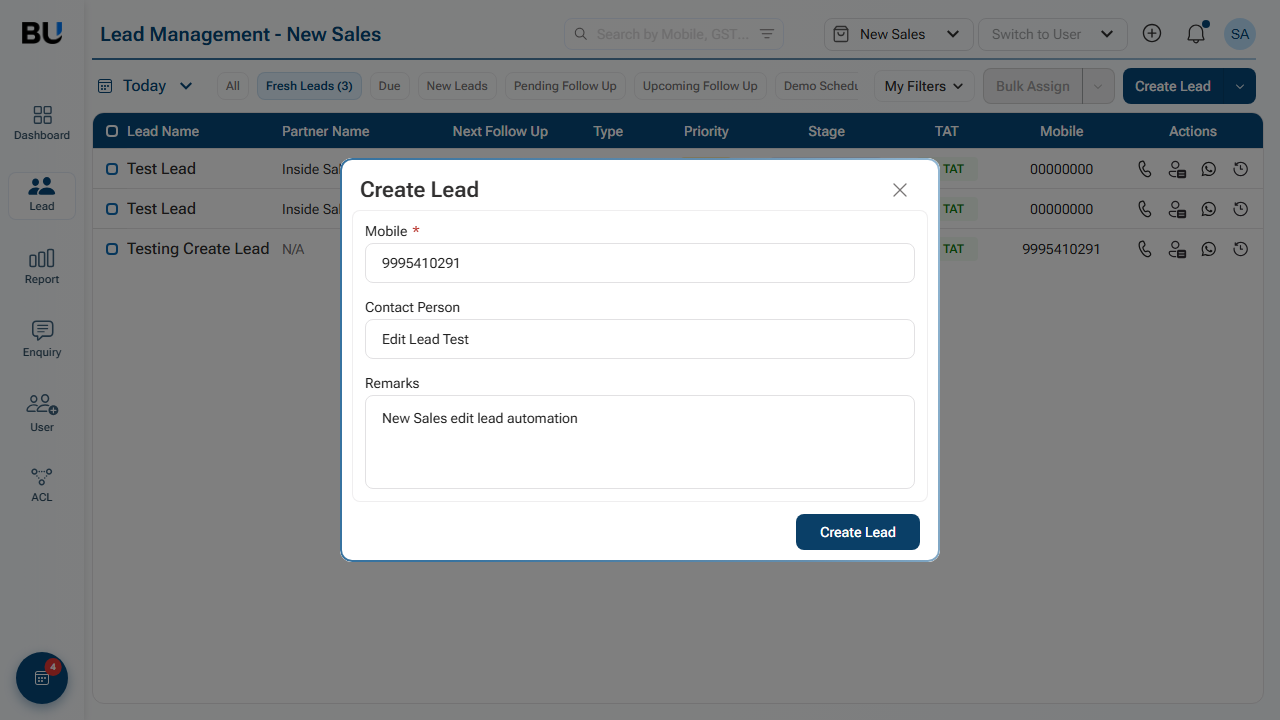 BU
Lead Management - New Sales
Search by Mobile, GST...
New Sales
Switch to User
SA
Today
All
Fresh Leads (3)
Due
New Leads
Pending Follow Up
Upcoming Follow Up
Demo Schedu
My Filters
Bulk Assign
Create Lead
Lead Name Partner Name Next Follow Up Type Priority Stage TAT Mobile Actions
Test Lead Inside Sal TAT 00000000
Test Lead Inside Sal TAT 00000000
Testing Create Lead N/A TAT 9995410291
Dashboard
Lead
Report
Enquiry
User
ACL
4
Create Lead
Mobile *
9995410291
Contact Person
Edit Lead Test
Remarks
New Sales edit lead automation
Create Lead